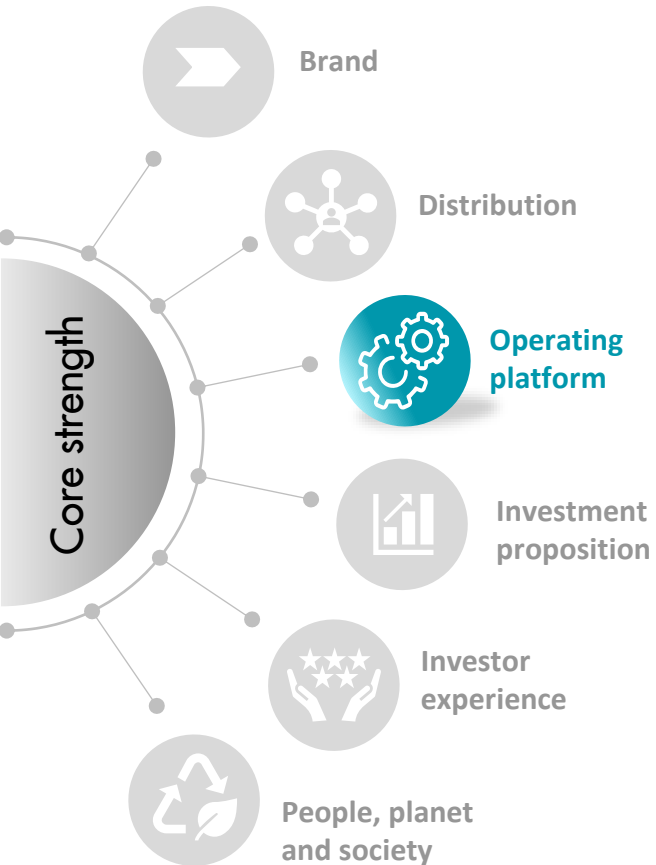 Brand
Distribution
Core strength
Operating
platform
Investment
proposition
Investor
experience
People, planet
and society